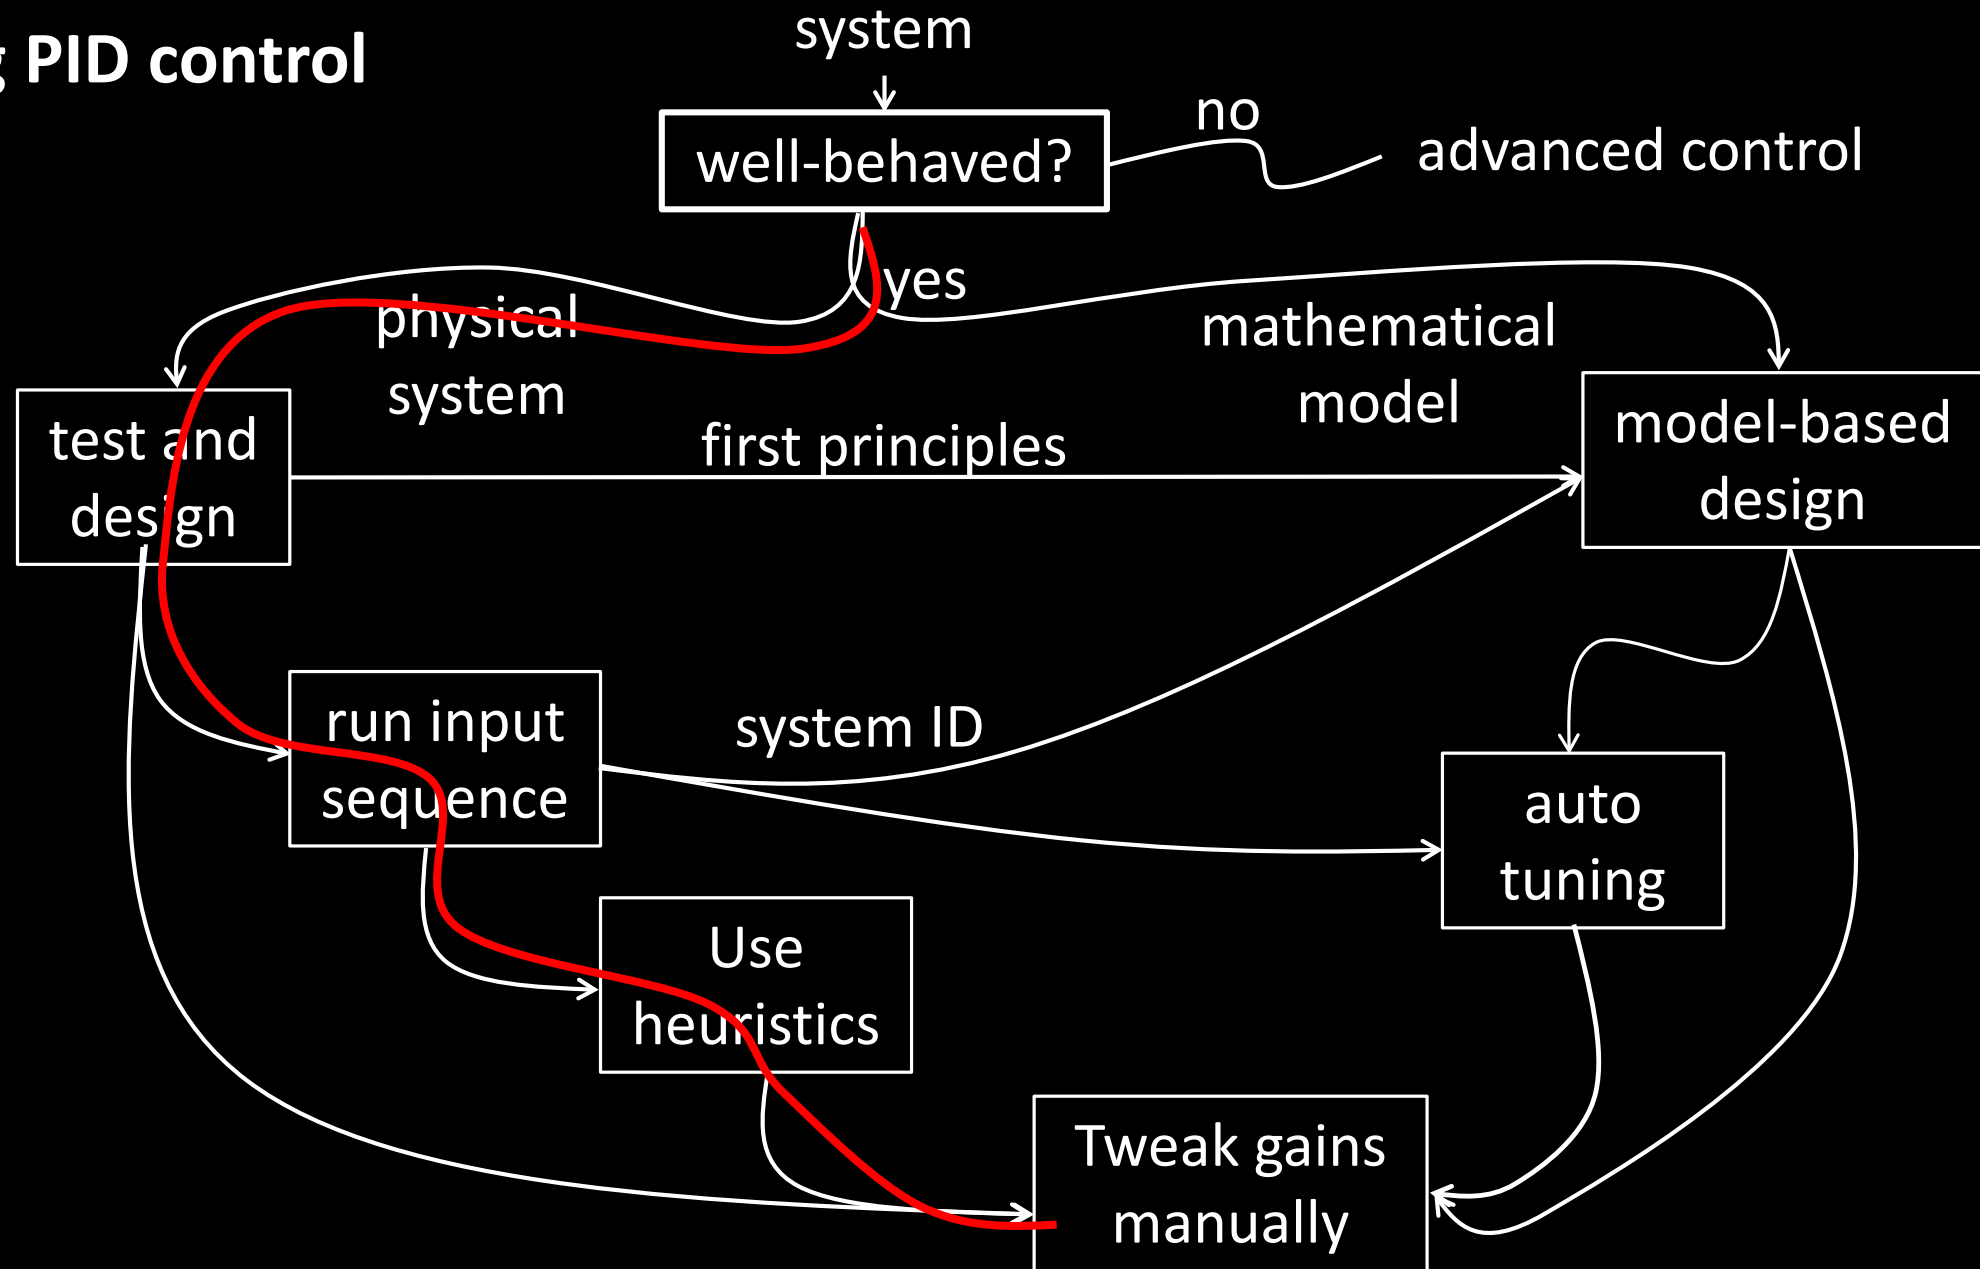 PID control
system
well-behaved?
no
advanced control
yes
physical
system
mathematical
model
test and
design
first principles
model-based
design
run input
sequence
system ID
auto
tuning
Use
heuristics
Tweak gains
manually